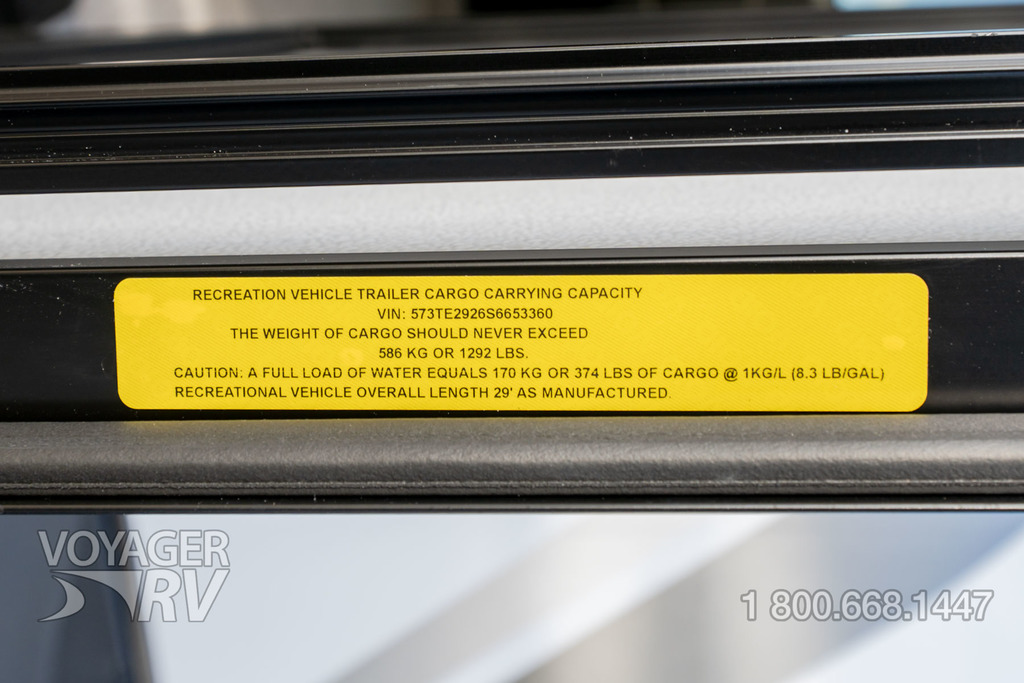 RECREATION VEHICLE TRAILER CARGO CARRYING CAPACITY
VIN: 573TE2926S6653360
THE WEIGHT OF CARGO SHOULD NEVER EXCEED
586 KG OR 1292 LBS.
CAUTION: A FULL LOAD OF WATER EQUALS 170 KG OR 374 LBS OF CARGO @ 1KG/L (8.3 LB/GAL)
RECREATIONAL VEHICLE OVERALL LENGTH 29' AS MANUFACTURED.
VOYAGER
RV
1 800.668.1447